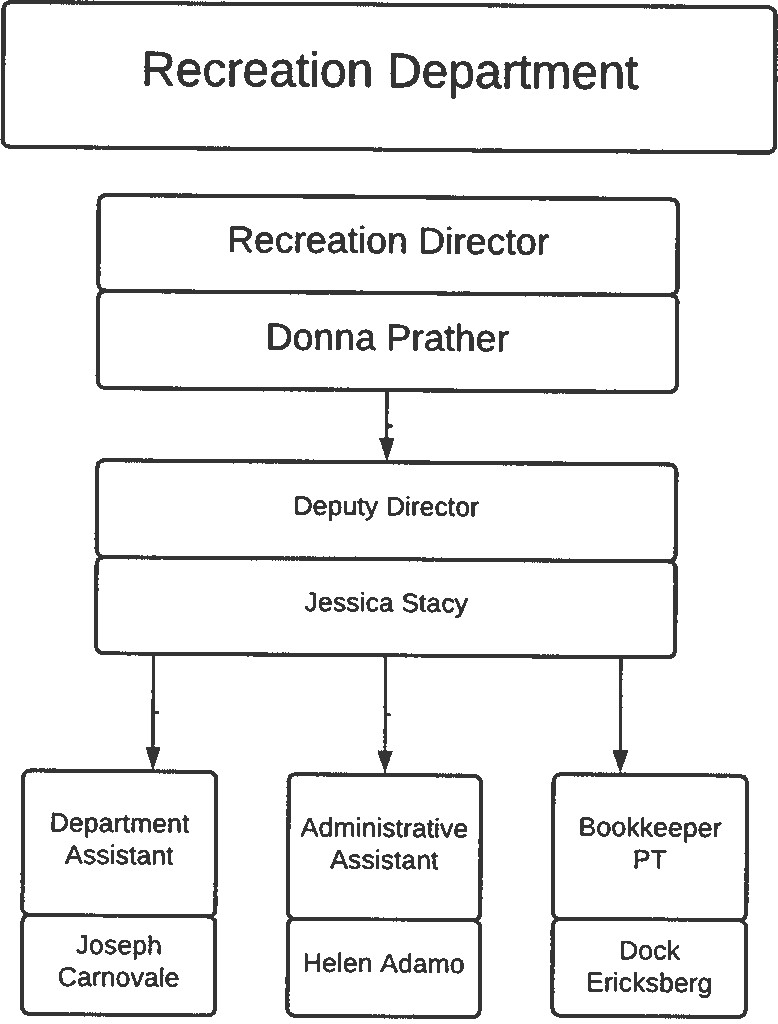 Recreation Department
Recreation Director
Donna Prather
Deputy Director
Jessica Stacy
Department
Assistant
Joseph
Carnovale
Administrative
Assistant
Helen Adamo
Bookkeeper
PT
Dock
Ericksberg